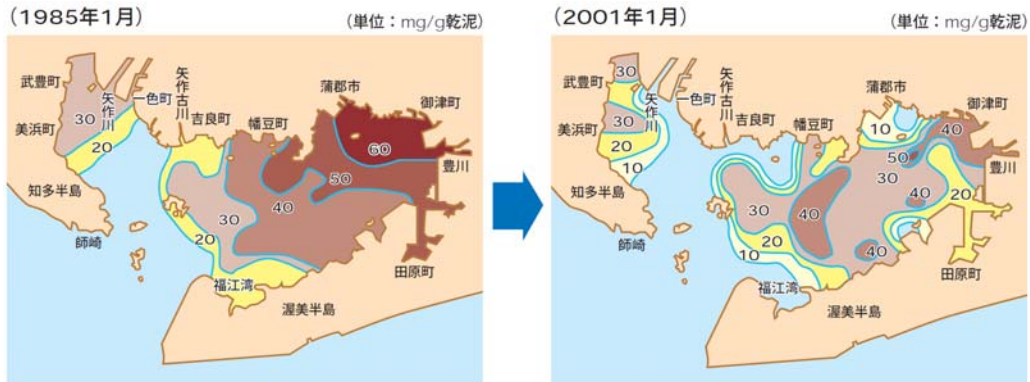 (1985年1月)
(単位：mg/g乾泥)
武豊町
矢作川
一色町
矢作古川
吉良町
幡豆町
蒲郡市
御津町
美浜町
豊川
知多半島
師崎
福江湾
渥美半島
田原町
30
20
60
50
40
30
20
(2001年1月)
(単位：mg/g乾泥)
武豊町
矢作川
一色町
矢作古川
吉良町
幡豆町
蒲郡市
御津町
美浜町
豊川
知多半島
師崎
福江湾
渥美半島
田原町
30
30
20
10
10
40
50
30
40
20
30
40
20
10
40